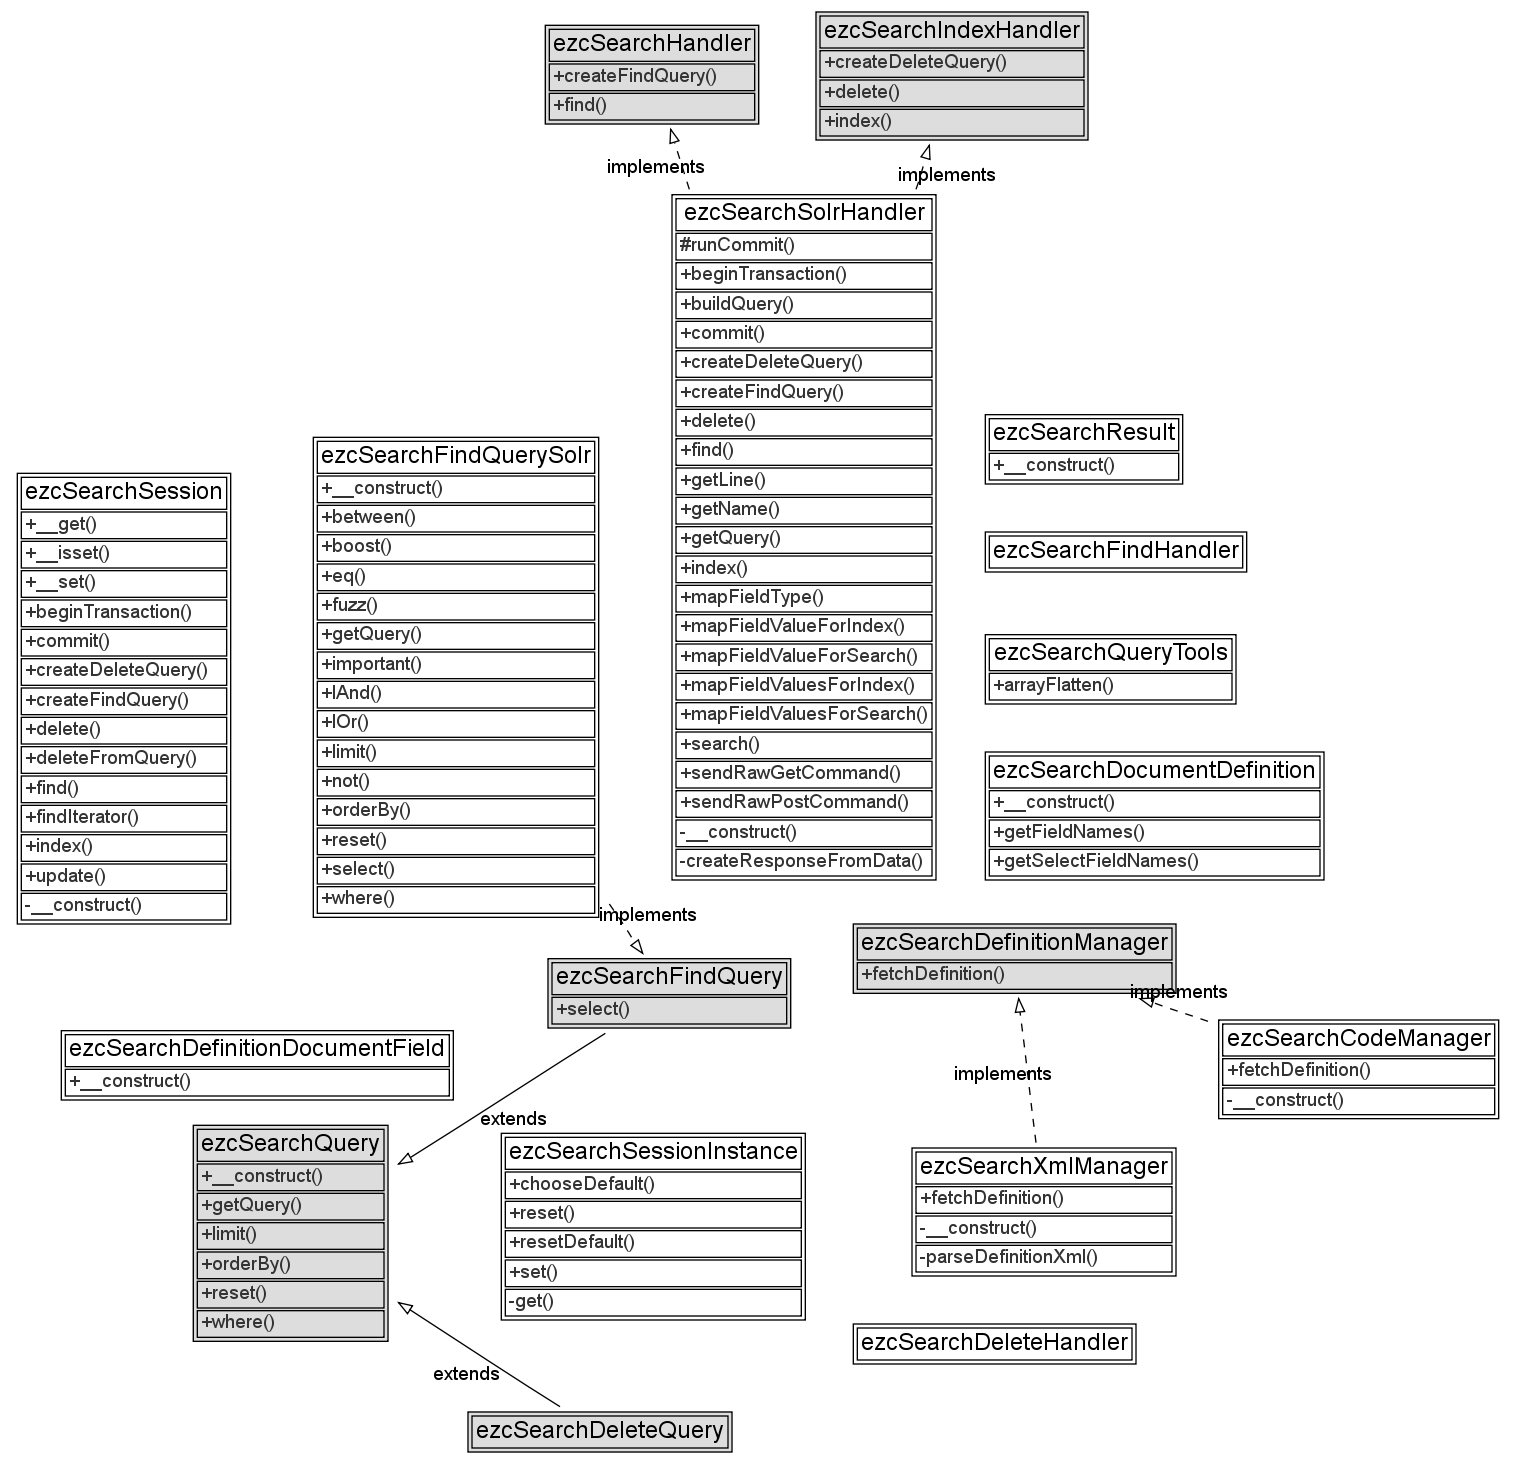 ezcSearchHandler
+createFindQuery()
+find()
ezcSearchIndexHandler
+createDeleteQuery()
+delete()
+index()
implements
implements
ezcSearchSolrHandler
#runCommit()
+beginTransaction()
+buildQuery()
+commit()
+createDeleteQuery()
+createFindQuery()
+delete()
+find()
+getLine()
+getName()
+getQuery()
+index()
+mapFieldType()
+mapFieldValueForIndex()
+mapFieldValueForSearch()
+mapFieldValuesForIndex()
+mapFieldValuesForSearch()
+search()
+sendRawGetCommand()
+sendRawPostCommand()
-__construct()
-createResponseFromData()
ezcSearchResult
+__construct()
ezcSearchFindHandler
ezcSearchQueryTools
+arrayFlatten()
ezcSearchDocumentDefinition
+__construct()
+getFieldNames()
+getSelectFieldNames()
ezcSearchSession
+__get()
+__isset()
+__set()
+beginTransaction()
+commit()
+createDeleteQuery()
+createFindQuery()
+delete()
+deleteFromQuery()
+find()
+findIterator()
+index()
+update()
-__construct()
ezcSearchFindQuerySolr
+__construct()
+between()
+boost()
+eq()
+fuzz()
+getQuery()
+important()
+lAnd()
+lOr()
+limit()
+not()
+orderBy()
+reset()
+select()
+where()
implements
ezcSearchFindQuery
+select()
ezcSearchDefinitionManager
+fetchDefinition()
implements
ezcSearchCodeManager
+fetchDefinition()
-__construct()
implements
ezcSearchXmlManager
+fetchDefinition()
-__construct()
-parseDefinitionXml()
ezcSearchDefinitionDocumentField
+__construct()
extends
ezcSearchQuery
+__construct()
+getQuery()
+limit()
+orderBy()
+reset()
+where()
ezcSearchSessionInstance
+chooseDefault()
+reset()
+resetDefault()
+set()
-get()
ezcSearchDeleteHandler
extends
ezcSearchDeleteQuery